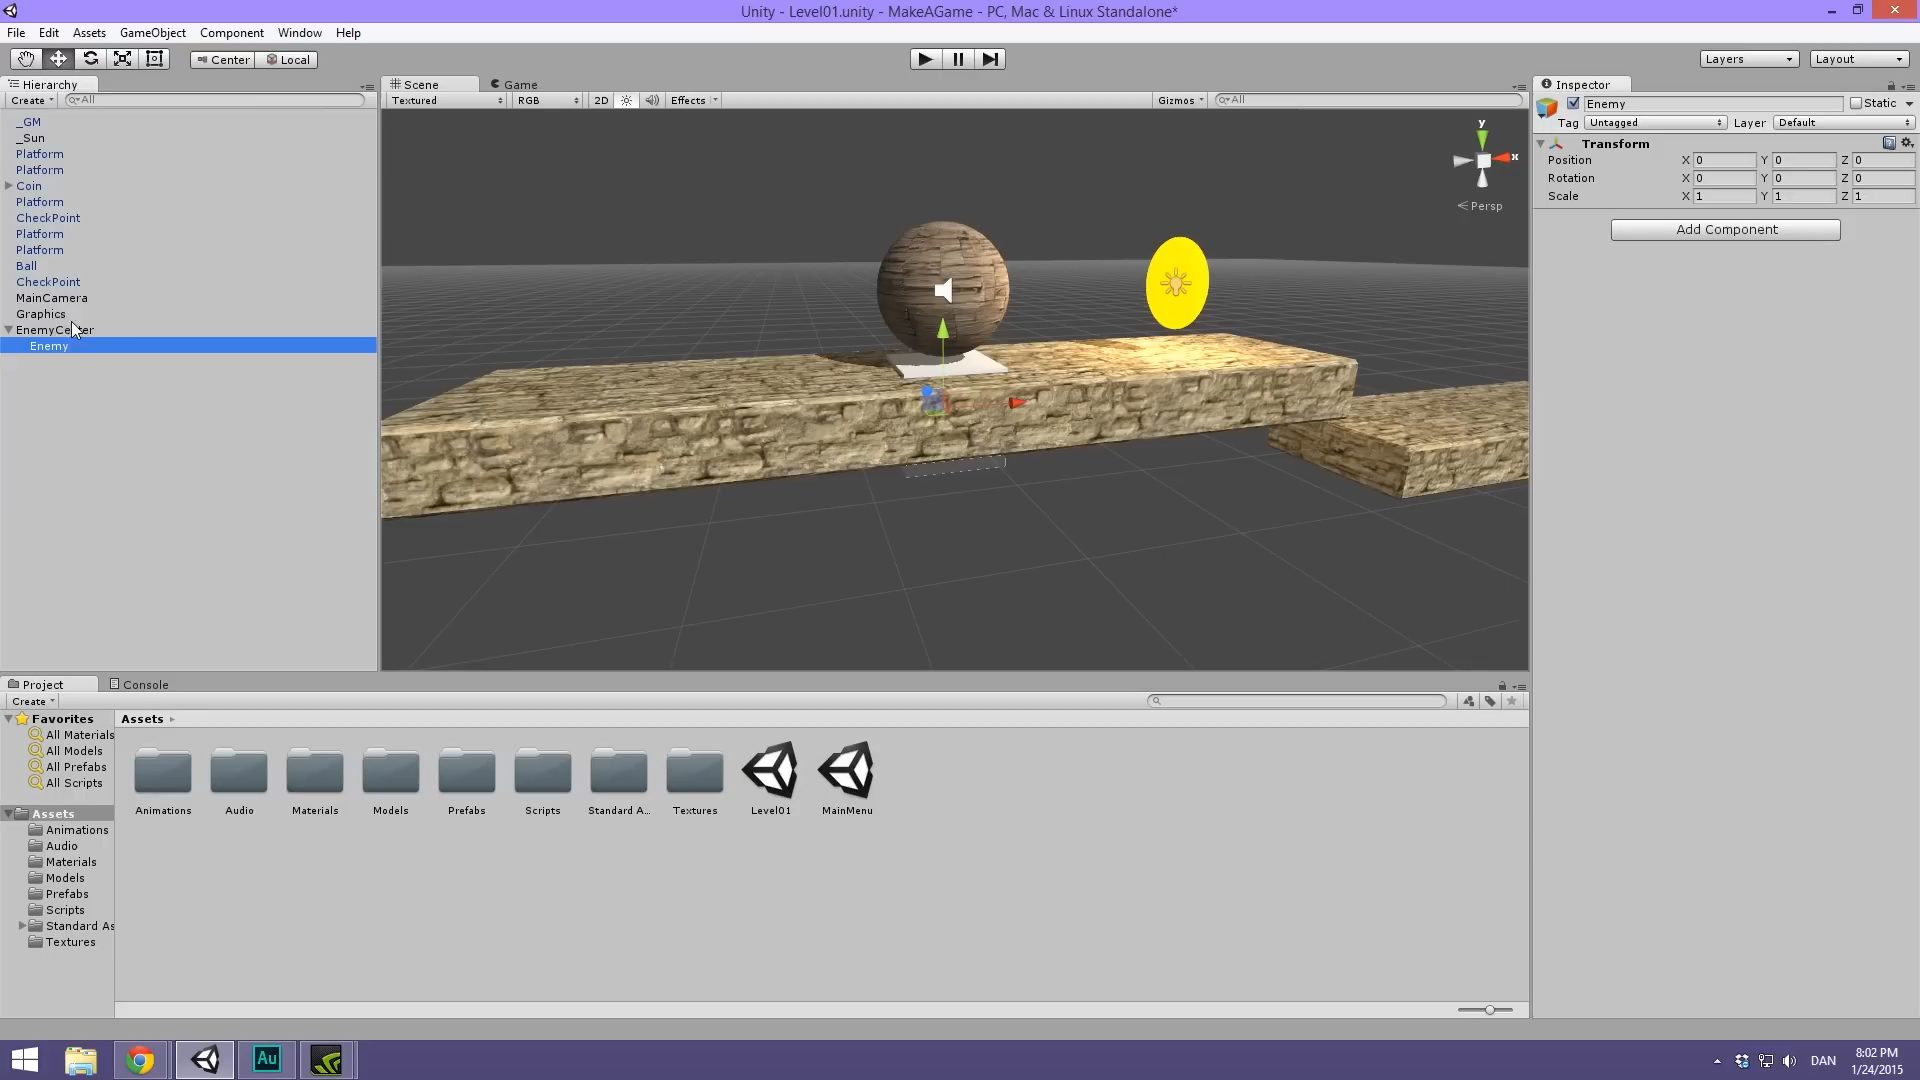 Unity - Level01.unity - MakeAGame - PC, Mac & Linux Standalone*
File Edit Assets GameObject Component Window Help
Center Local Layers Layout
Hierarchy
Create All
_GM
_Sun
Platform
Platform
Coin
Platform
CheckPoint
Platform
Platform
Ball
CheckPoint
MainCamera
Graphics
EnemyCenter
Enemy
Scene Game
Textured RGB 2D Effects Gizmos All
y
x
Persp
Inspector
Enemy Static
Tag Untagged Layer Default
Transform
Position X 0 Y 0 Z 0
Rotation X 0 Y 0 Z 0
Scale X 1 Y 1 Z 1
Add Component
Project Console
Create
Favorites
All Materials
All Models
All Prefabs
All Scripts
Assets
Animations
Audio
Materials
Models
Prefabs
Scripts
Standard As
Textures
Assets
Animations Audio Materials Models Prefabs Scripts Standard A... Textures Level01 MainMenu
Au
DAN
8:02 PM
1/24/2015